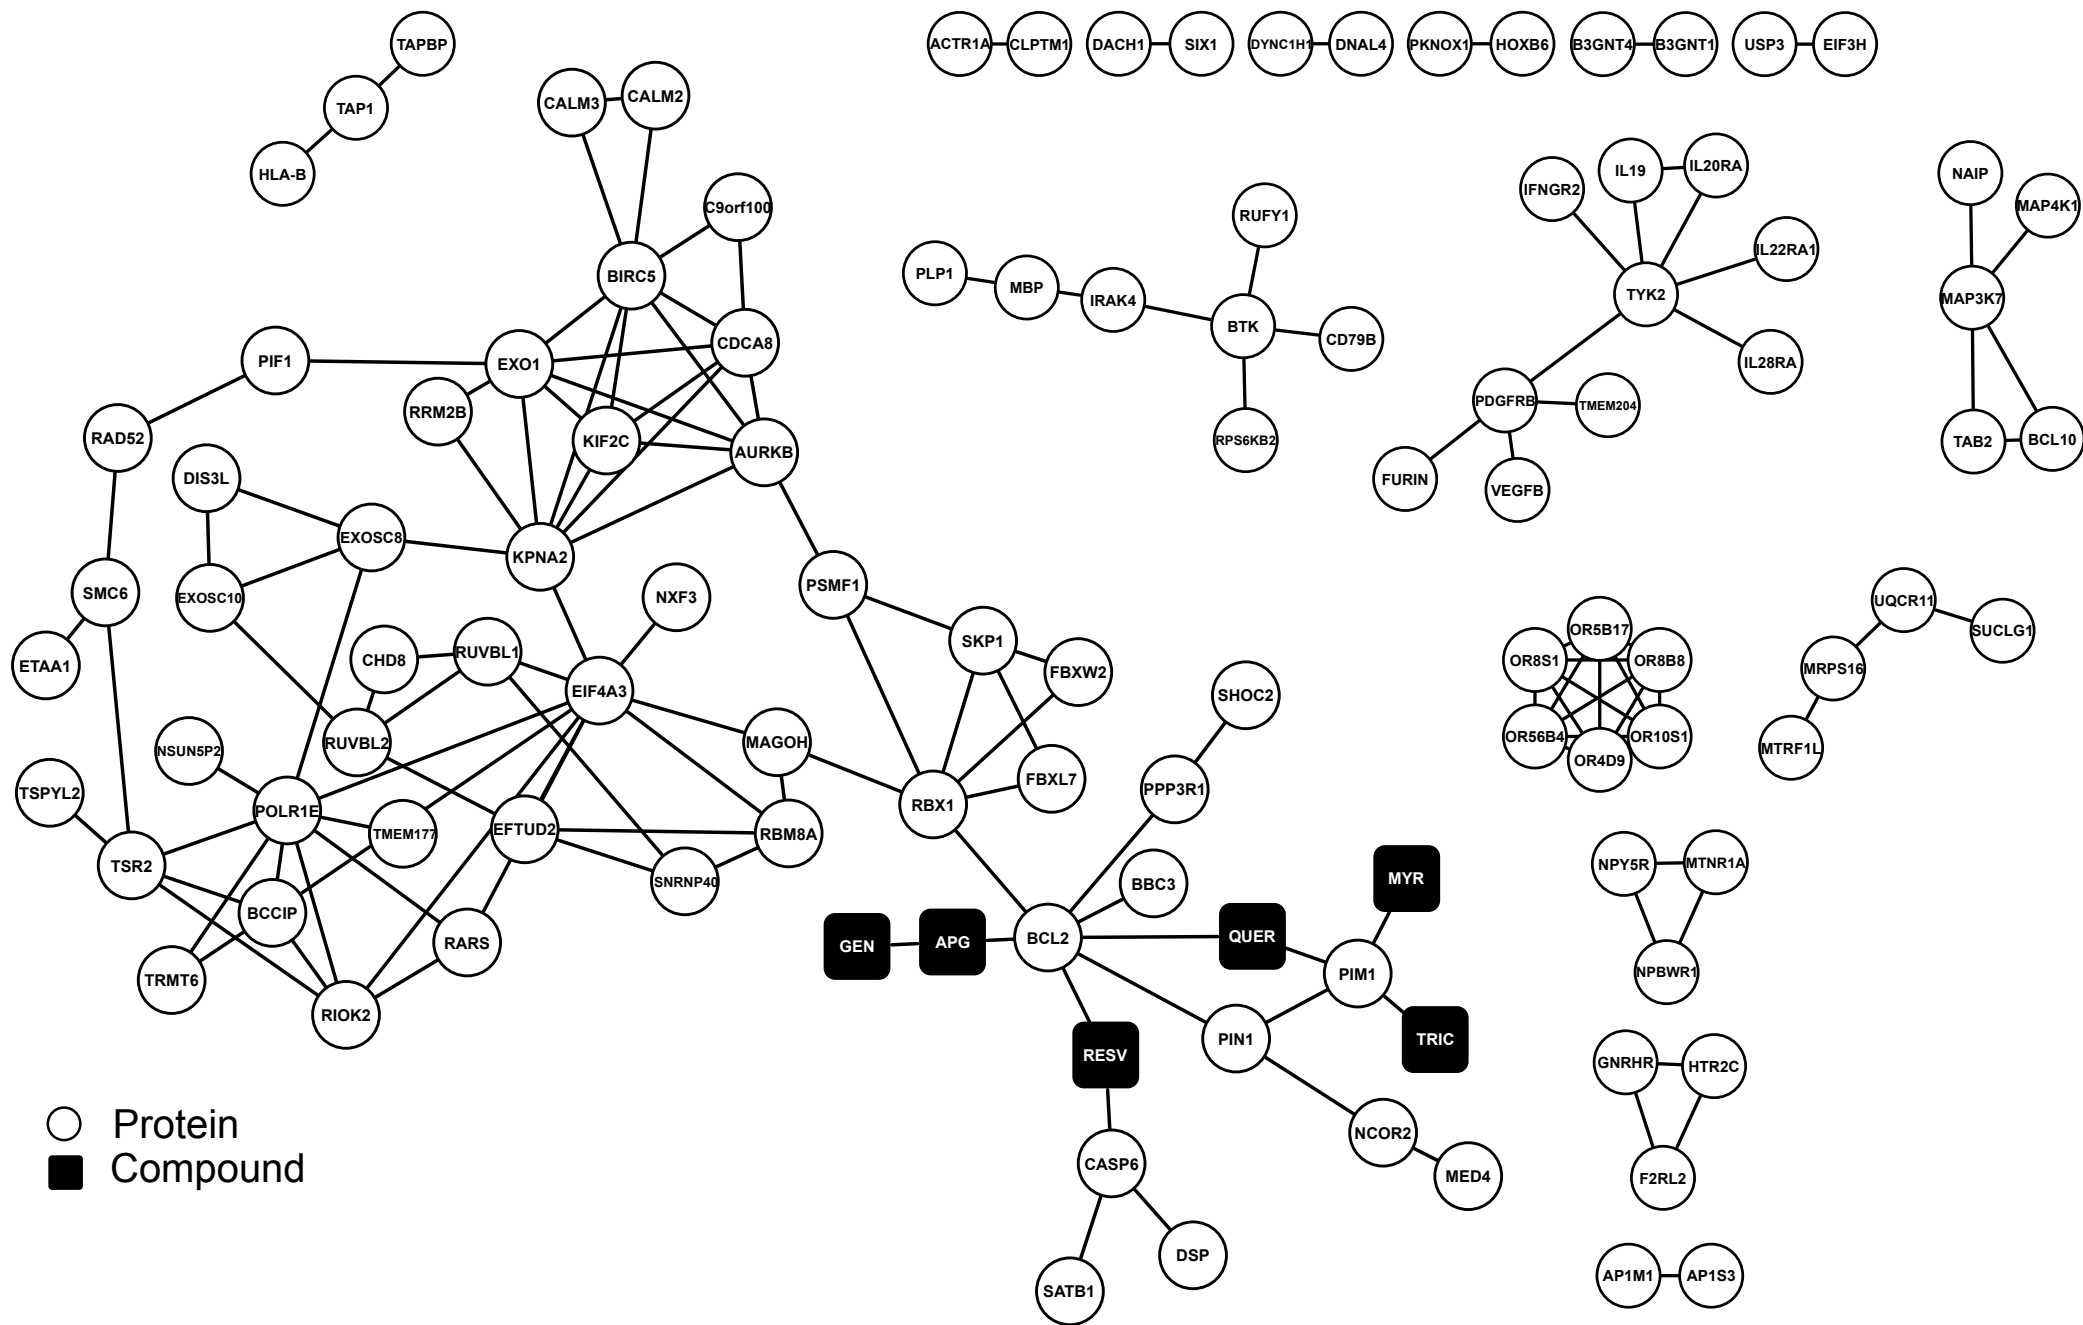 TAPBP
ACTR1A
CLPTM1
DACH1
SIX1
DYNC1H1
DNAL4
PKNOX1
HOXB6
B3GNT4
B3GNT1
USP3
EIF3H
TAP1
CALM3
CALM2
HLA-B
C9orf100
IFNGR2
IL19
IL20RA
NAIP
MAP4K1
RUFY1
BIRC5
PLP1
MBP
IRAK4
BTK
CD79B
TYK2
IL22RA1
MAP3K7
PIF1
EXO1
CDCA8
IL28RA
RRM2B
KIF2C
AURKB
RPS6KB2
PDGFRB
TMEM204
RAD52
TAB2
BCL10
DIS3L
FURIN
VEGFB
EXOSC8
KPNA2
SMC6
EXOSC10
NXF3
PSMF1
ETAA1
CHD8
RUVBL1
EIF4A3
SKP1
FBXW2
SHOC2
OR5B17
OR8S1
OR8B8
UQCR11
SUCLG1
MRPS16
NSUN5P2
RUVBL2
MAGOH
OR56B4
OR10S1
OR4D9
MTRF1L
TSPYL2
POLR1E
TMEM177
EFTUD2
RBM8A
RBX1
FBXL7
PPP3R1
TSR2
SNRNP40
BBC3
MYR
NPY5R
MTNR1A
BCCIP
RARS
GEN
APG
BCL2
QUER
PIM1
TRMT6
RIOK2
NPBWR1
RESV
PIN1
TRIC
GNRHR
HTR2C
Protein
Compound
NCOR2
CASP6
MED4
F2RL2
DSP
SATB1
AP1M1
AP1S3